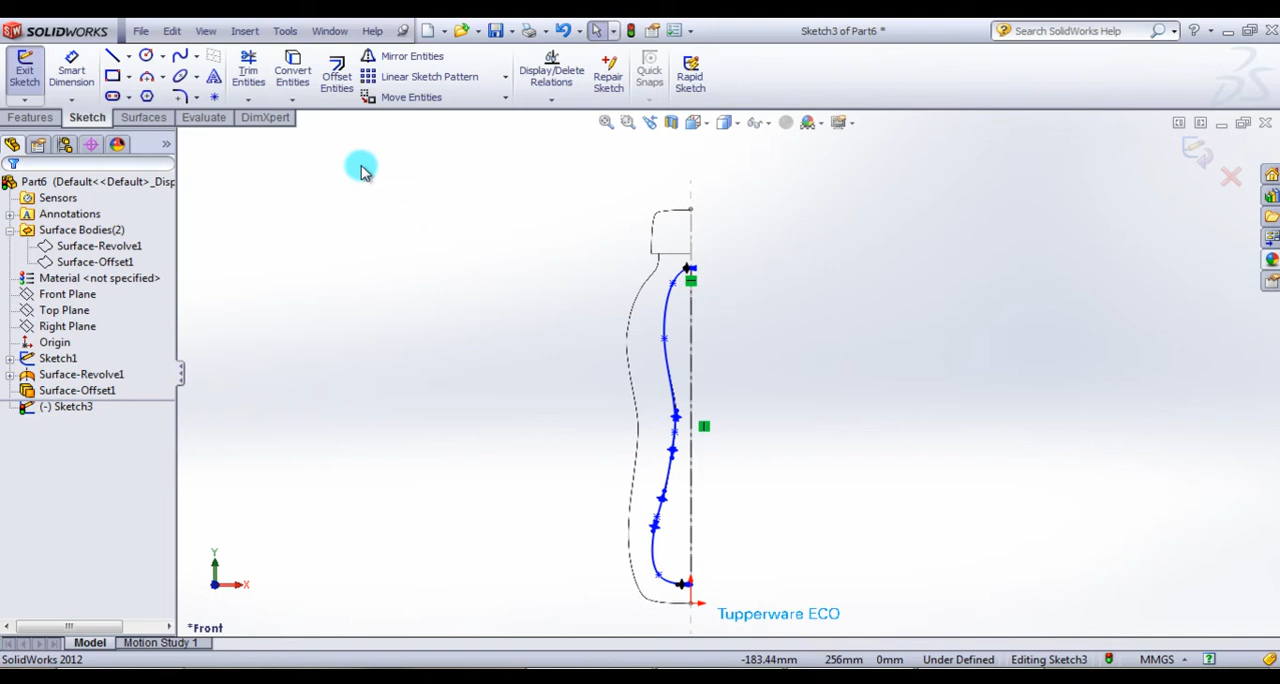 SOLIDWORKS File Edit View Insert Tools Window Help Sketch3 of Part6 * Search SolidWorks Help
Exit Sketch Smart Dimension Trim Entities Convert Entities Offset Entities Mirror Entities Linear Sketch Pattern Move Entities Display/Delete Relations Repair Sketch Quick Snaps Rapid Sketch
Features Sketch Surfaces Evaluate DimXpert
Part6 (Default<<Default>_Disp
Sensors
Annotations
Surface Bodies(2)
Surface-Revolve1
Surface-Offset1
Material <not specified>
Front Plane
Top Plane
Right Plane
Origin
Sketch1
Surface-Revolve1
Surface-Offset1
(-) Sketch3
Y
X
*Front
Tupperware ECO
Model Motion Study 1
SolidWorks 2012 -183.44mm 256mm 0mm Under Defined Editing Sketch3 MMGS